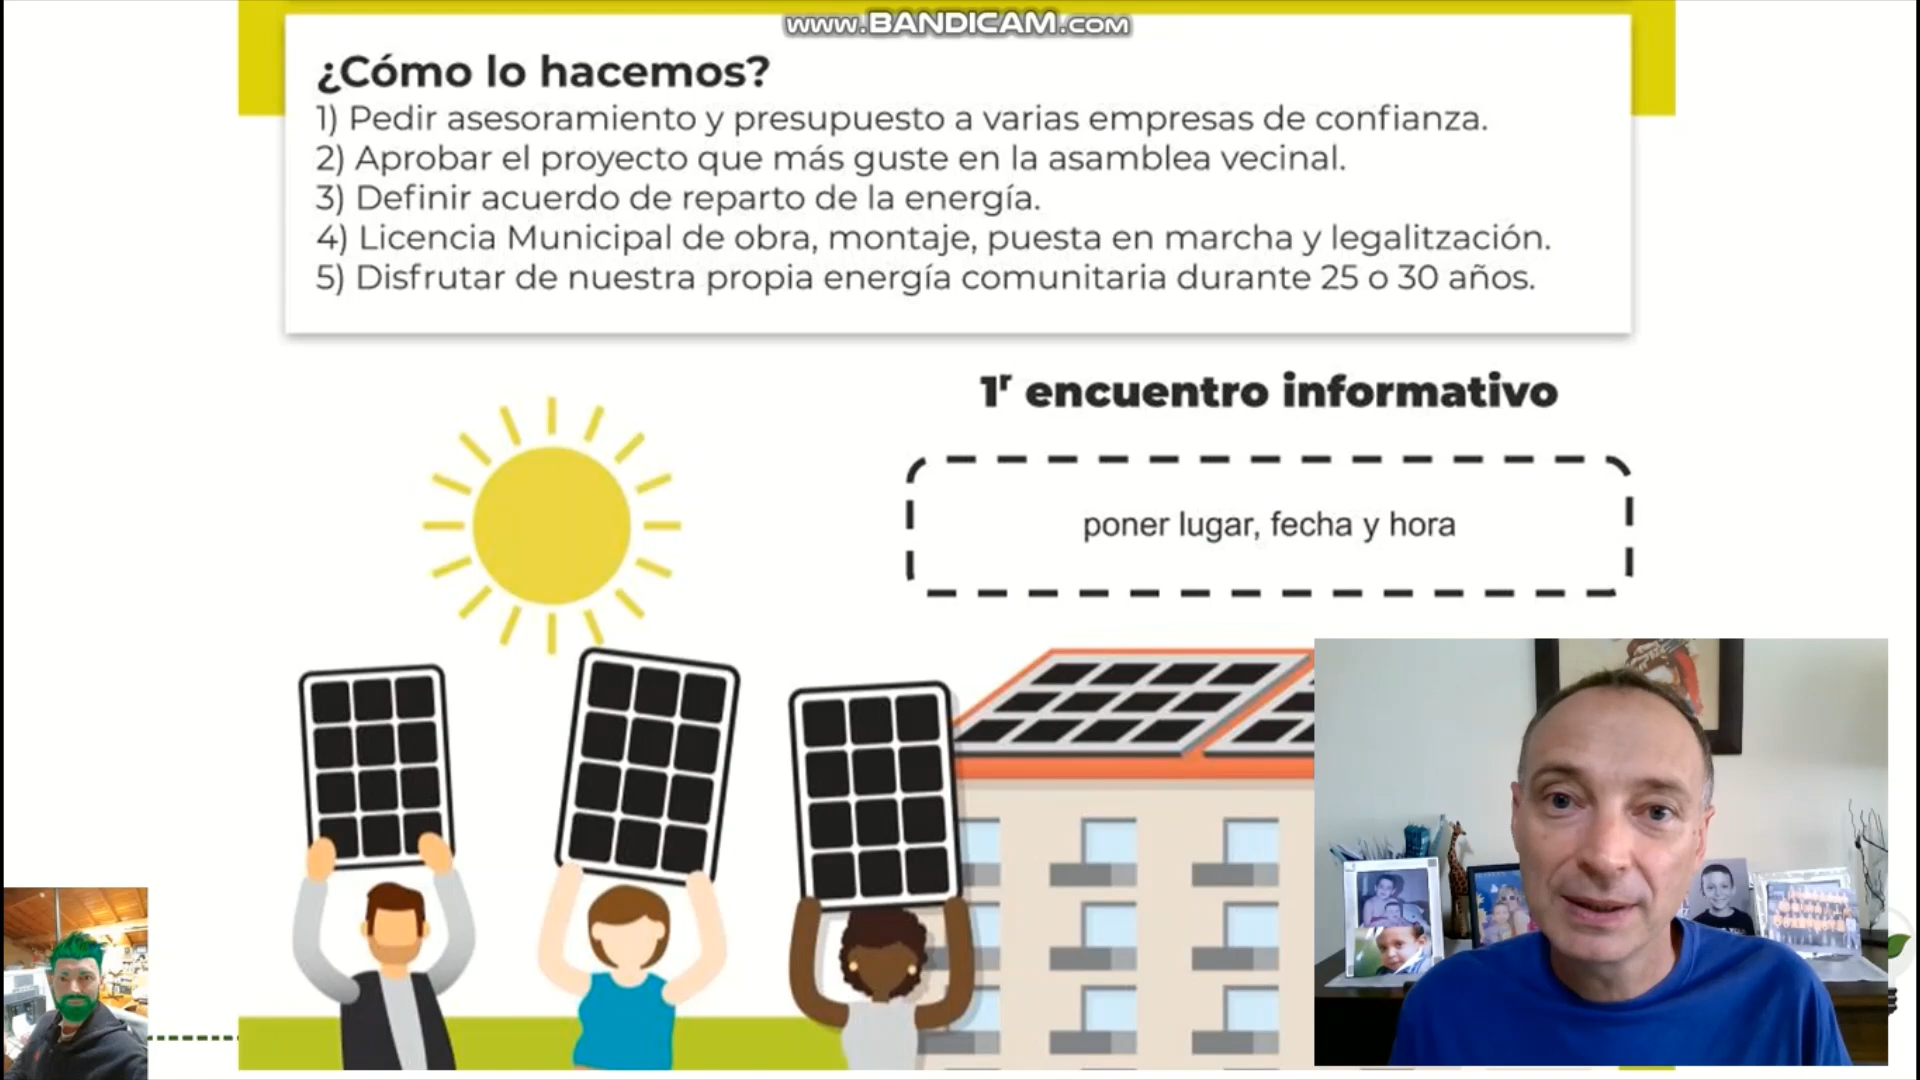 www.BANDICAM.com
¿Cómo lo hacemos?
1) Pedir asesoramiento y presupuesto a varias empresas de confianza.
2) Aprobar el proyecto que más guste en la asamblea vecinal.
3) Definir acuerdo de reparto de la energía.
4) Licencia Municipal de obra, montaje, puesta en marcha y legalitzación.
5) Disfrutar de nuestra propia energía comunitaria durante 25 o 30 años.
1ʳ encuentro informativo
poner lugar, fecha y hora